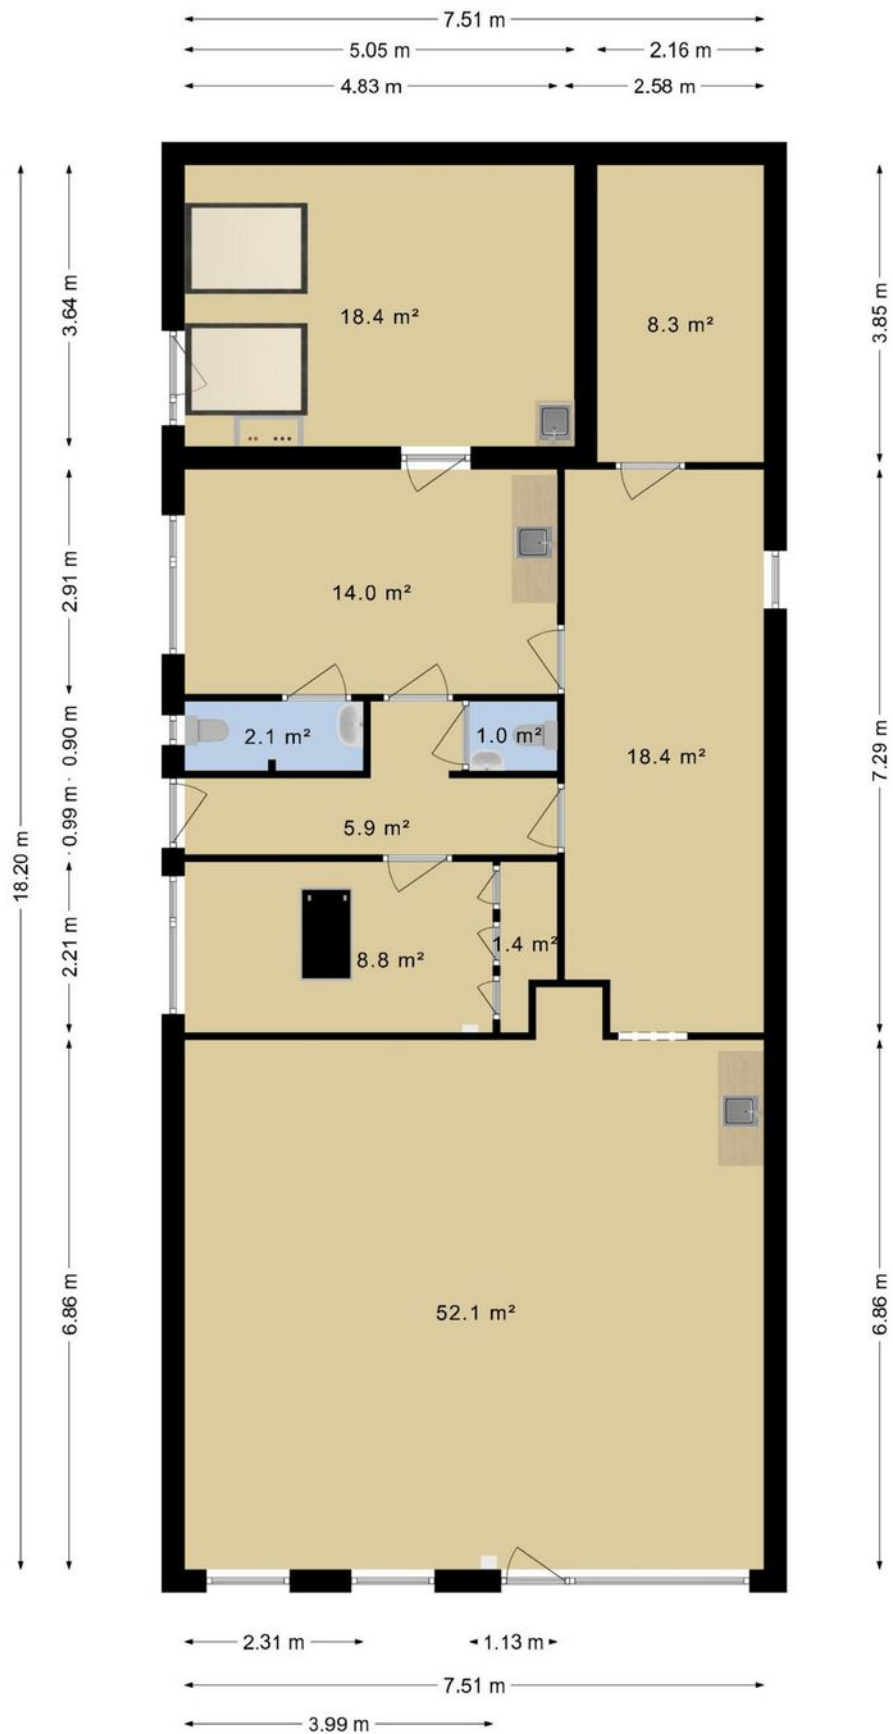 7.51 m
5.05 m
2.16 m
4.83 m
2.58 m
3.64 m
3.85 m
18.4 m²
8.3 m²
2.91 m
14.0 m²
0.90 m
2.1 m²
1.0 m²
18.4 m²
7.29 m
0.99 m
5.9 m²
18.20 m
2.21 m
8.8 m²
1.4 m²
6.86 m
52.1 m²
6.86 m
2.31 m
1.13 m
7.51 m
3.99 m